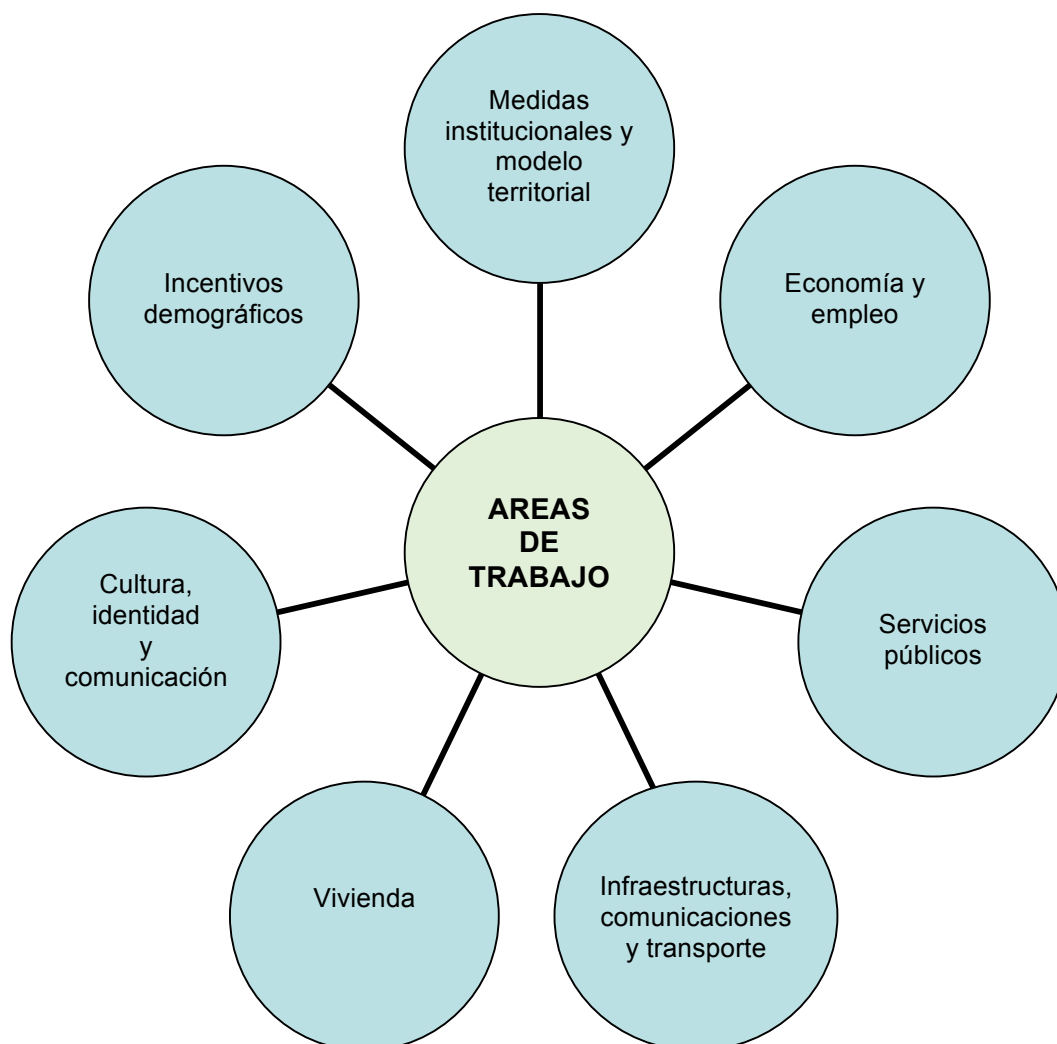 Medidas
institucionales y
modelo
territorial
Economía y
empleo
Servicios
públicos
Infraestructuras,
comunicaciones
y transporte
Vivienda
Cultura,
identidad
y
comunicación
Incentivos
demográficos
AREAS
DE
TRABAJO